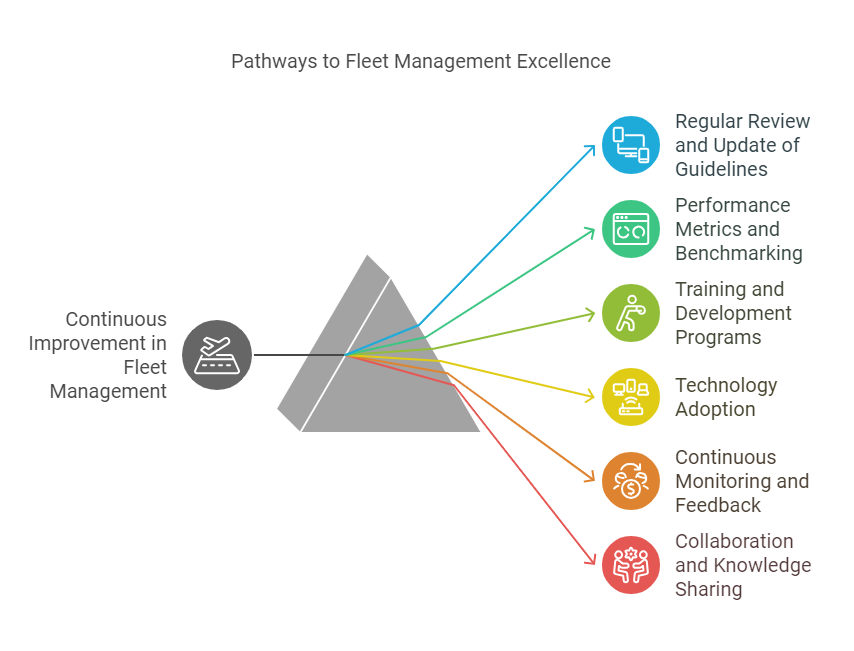 Pathways to Fleet Management Excellence
Continuous
Improvement in
Fleet
Management
Regular Review
and Update of
Guidelines
Performance
Metrics and
Benchmarking
Training and
Development
Programs
Technology
Adoption
Continuous
Monitoring and
Feedback
Collaboration
and Knowledge
Sharing